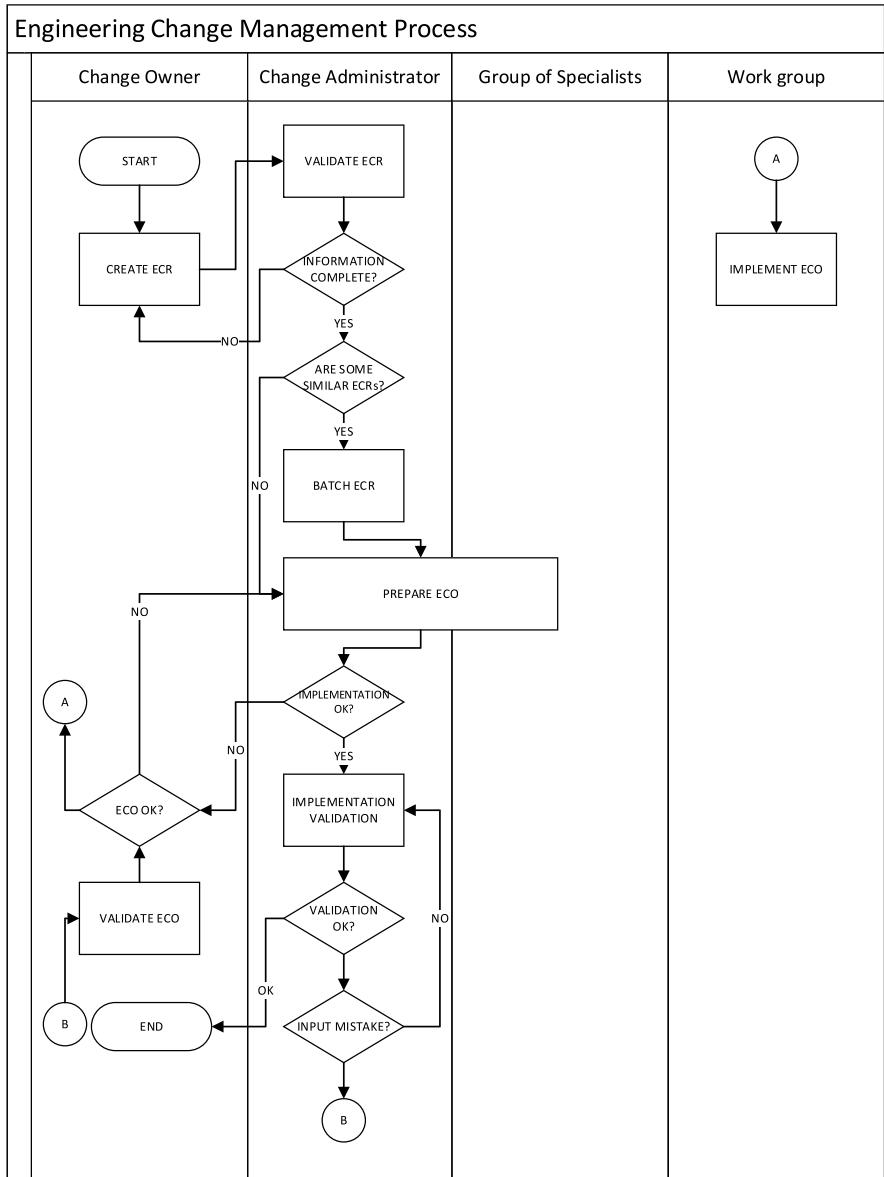 Engineering Change Management Process
Change Owner
Change Administrator
Group of Specialists
Work group
START
VALIDATE ECR
A
CREATE ECR
INFORMATION
COMPLETE?
IMPLEMENT ECO
NO
YES
ARE SOME
SIMILAR ECRs?
YES
NO
BATCH ECR
PREPARE ECO
NO
A
IMPLEMENTATION
OK?
NO
YES
ECO OK?
IMPLEMENTATION
VALIDATION
VALIDATE ECO
VALIDATION
OK?
NO
OK
B
END
INPUT MISTAKE?
B